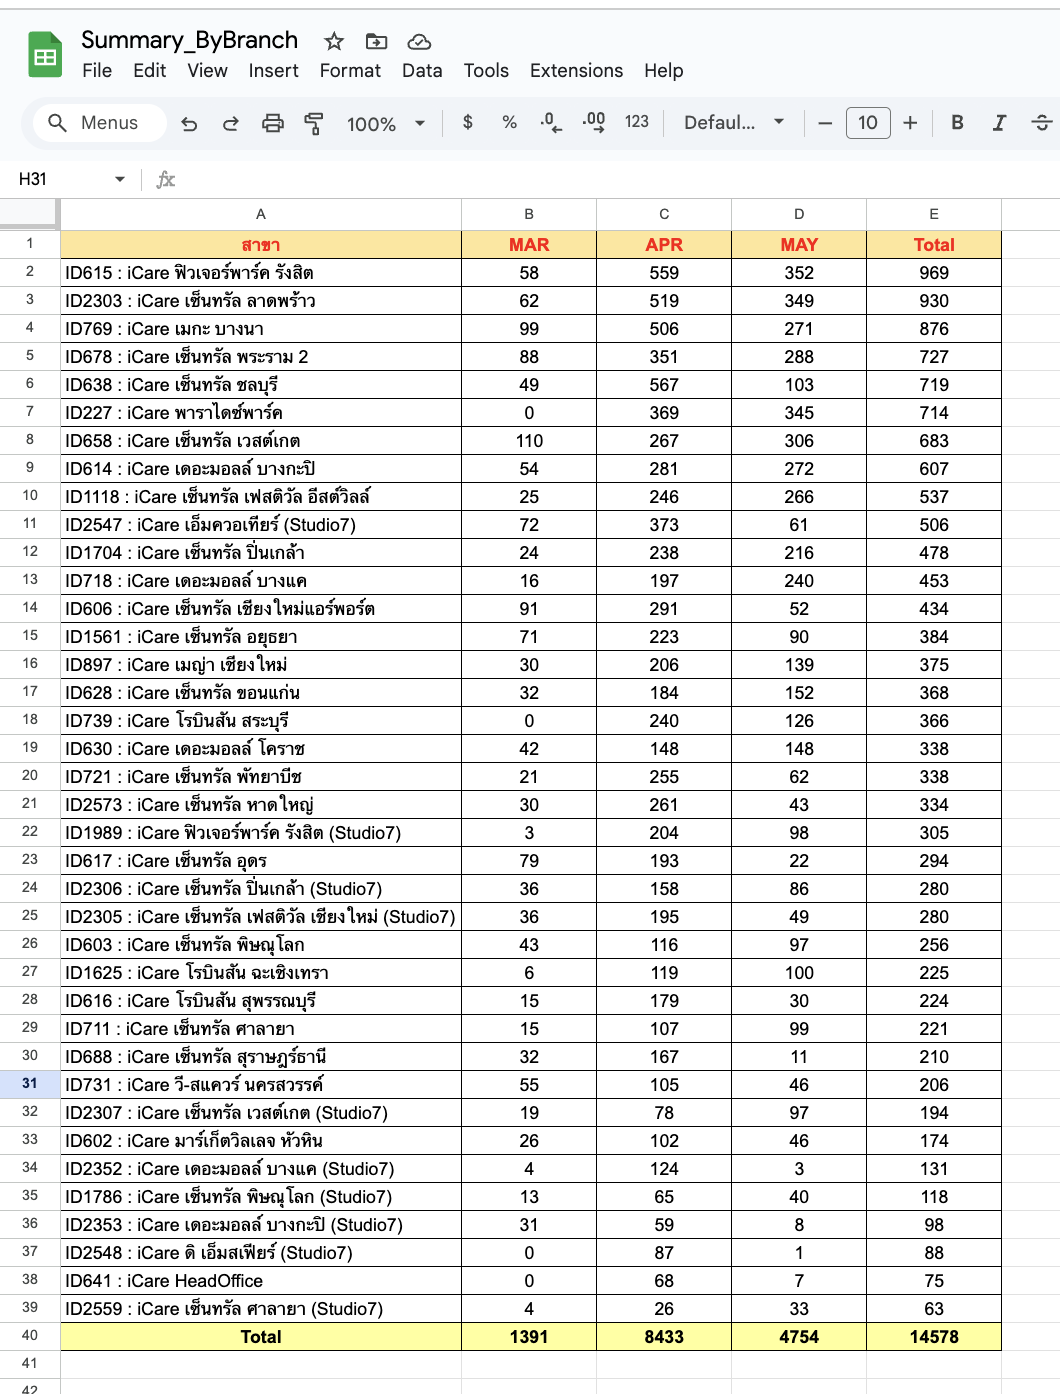 Summary_ByBranch
File Edit View Insert Format Data Tools Extensions Help
Menus 100% $ % .0 .00 123 Defaul... − 10 + B I S
H31 fx
A B C D E
1 สาขา MAR APR MAY Total
2 ID615 : iCare ฟิวเจอร์พาร์ค รังสิต 58 559 352 969
3 ID2303 : iCare เซ็นทรัล ลาดพร้าว 62 519 349 930
4 ID769 : iCare เมกะ บางนา 99 506 271 876
5 ID678 : iCare เซ็นทรัล พระราม 2 88 351 288 727
6 ID638 : iCare เซ็นทรัล ชลบุรี 49 567 103 719
7 ID227 : iCare พาราไดซ์พาร์ค 0 369 345 714
8 ID658 : iCare เซ็นทรัล เวสต์เกต 110 267 306 683
9 ID614 : iCare เดอะมอลล์ บางกะปิ 54 281 272 607
10 ID1118 : iCare เซ็นทรัล เฟสติวัล อีสต์วิลล์ 25 246 266 537
11 ID2547 : iCare เอ็มควอเทียร์ (Studio7) 72 373 61 506
12 ID1704 : iCare เซ็นทรัล ปิ่นเกล้า 24 238 216 478
13 ID718 : iCare เดอะมอลล์ บางแค 16 197 240 453
14 ID606 : iCare เซ็นทรัล เชียงใหม่แอร์พอร์ต 91 291 52 434
15 ID1561 : iCare เซ็นทรัล อยุธยา 71 223 90 384
16 ID897 : iCare เมญ่า เชียงใหม่ 30 206 139 375
17 ID628 : iCare เซ็นทรัล ขอนแก่น 32 184 152 368
18 ID739 : iCare โรบินสัน สระบุรี 0 240 126 366
19 ID630 : iCare เดอะมอลล์ โคราช 42 148 148 338
20 ID721 : iCare เซ็นทรัล พัทยาบีช 21 255 62 338
21 ID2573 : iCare เซ็นทรัล หาดใหญ่ 30 261 43 334
22 ID1989 : iCare ฟิวเจอร์พาร์ค รังสิต (Studio7) 3 204 98 305
23 ID617 : iCare เซ็นทรัล อุดร 79 193 22 294
24 ID2306 : iCare เซ็นทรัล ปิ่นเกล้า (Studio7) 36 158 86 280
25 ID2305 : iCare เซ็นทรัล เฟสติวัล เชียงใหม่ (Studio7) 36 195 49 280
26 ID603 : iCare เซ็นทรัล พิษณุโลก 43 116 97 256
27 ID1625 : iCare โรบินสัน ฉะเชิงเทรา 6 119 100 225
28 ID616 : iCare โรบินสัน สุพรรณบุรี 15 179 30 224
29 ID711 : iCare เซ็นทรัล ศาลายา 15 107 99 221
30 ID688 : iCare เซ็นทรัล สุราษฎร์ธานี 32 167 11 210
31 ID731 : iCare วี-สแควร์ นครสวรรค์ 55 105 46 206
32 ID2307 : iCare เซ็นทรัล เวสต์เกต (Studio7) 19 78 97 194
33 ID602 : iCare มาร์เก็ตวิลเลจ หัวหิน 26 102 46 174
34 ID2352 : iCare เดอะมอลล์ บางแค (Studio7) 4 124 3 131
35 ID1786 : iCare เซ็นทรัล พิษณุโลก (Studio7) 13 65 40 118
36 ID2353 : iCare เดอะมอลล์ บางกะปิ (Studio7) 31 59 8 98
37 ID2548 : iCare ดิ เอ็มสเฟียร์ (Studio7) 0 87 1 88
38 ID641 : iCare HeadOffice 0 68 7 75
39 ID2559 : iCare เซ็นทรัล ศาลายา (Studio7) 4 26 33 63
40 Total 1391 8433 4754 14578
41
42